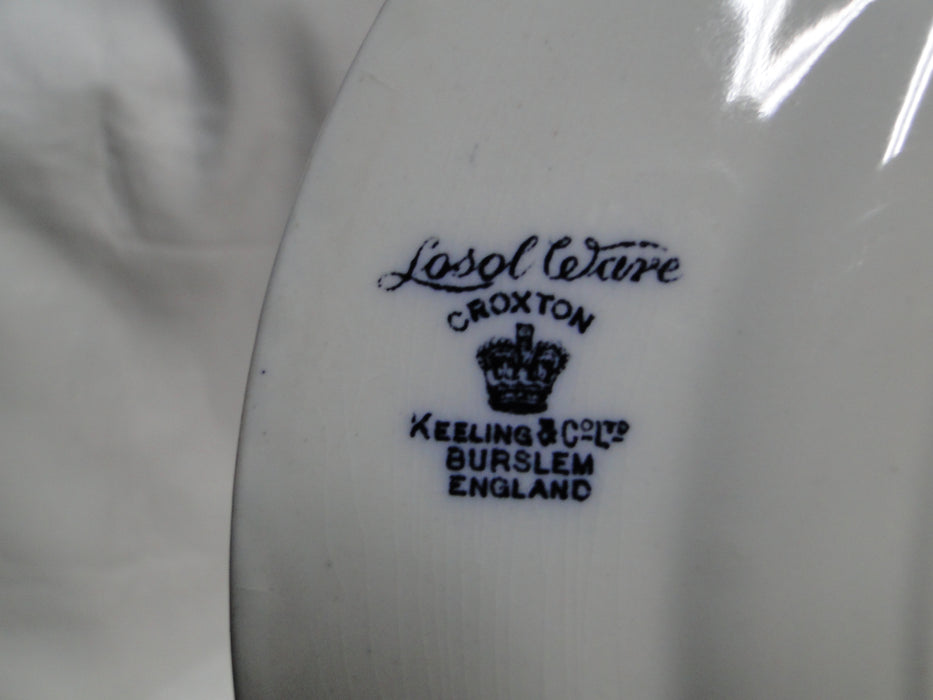 Losol Ware
CROXTON
KEELING & Co LTD
BURSLEM
ENGLAND